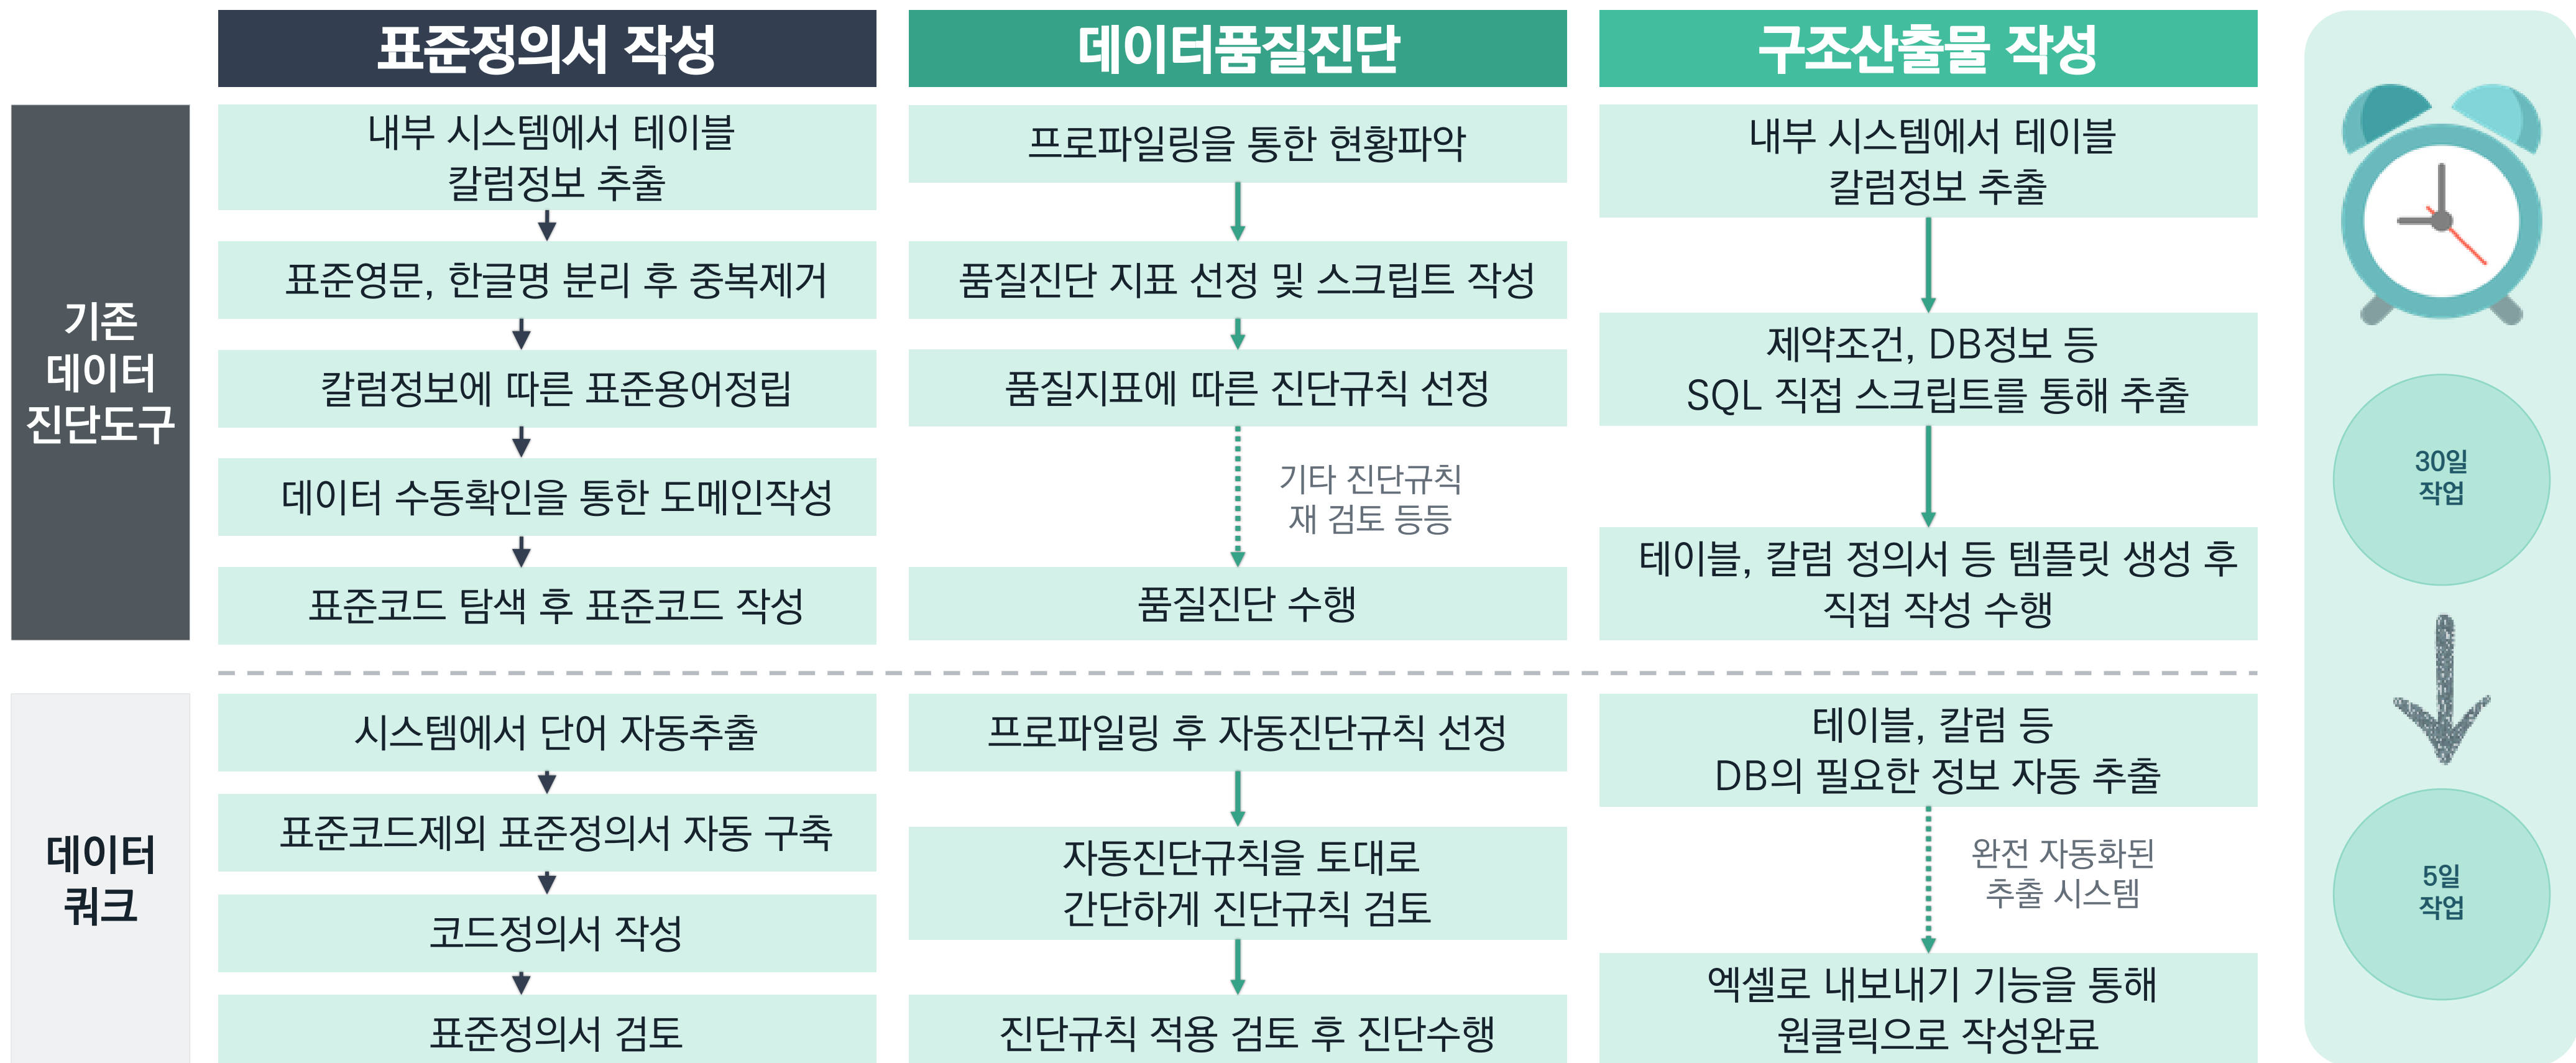 표준정의서 작성
데이터품질진단
구조산출물 작성
기존
데이터
진단도구
내부 시스템에서 테이블
칼럼정보 추출
표준영문, 한글명 분리 후 중복제거
칼럼정보에 따른 표준용어정립
데이터 수동확인을 통한 도메인작성
표준코드 탐색 후 표준코드 작성
프로파일링을 통한 현황파악
품질진단 지표 선정 및 스크립트 작성
품질지표에 따른 진단규칙 선정
기타 진단규칙
재 검토 등등
품질진단 수행
내부 시스템에서 테이블
칼럼정보 추출
제약조건, DB정보 등
SQL 직접 스크립트를 통해 추출
테이블, 칼럼 정의서 등 템플릿 생성 후
직접 작성 수행
30일
작업
데이터
쿼크
시스템에서 단어 자동추출
표준코드제외 표준정의서 자동 구축
코드정의서 작성
표준정의서 검토
프로파일링 후 자동진단규칙 선정
자동진단규칙을 토대로
간단하게 진단규칙 검토
진단규칙 적용 검토 후 진단수행
테이블, 칼럼 등
DB의 필요한 정보 자동 추출
완전 자동화된
추출 시스템
엑셀로 내보내기 기능을 통해
원클릭으로 작성완료
5일
작업